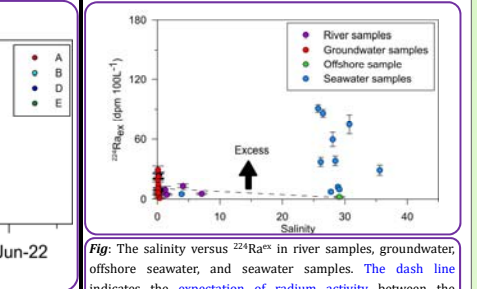 A
B
D
E
Jun-22
180
120
60
0
²²⁴Raₑₓ (dpm 100L⁻¹)
River samples
Groundwater samples
Offshore sample
Seawater samples
Excess
0
10
20
30
40
Salinity
Fig: The salinity versus ²²⁴Raᵉˣ in river samples, groundwater,
offshore seawater, and seawater samples. The dash line
indicates the expectation of radium activity between the